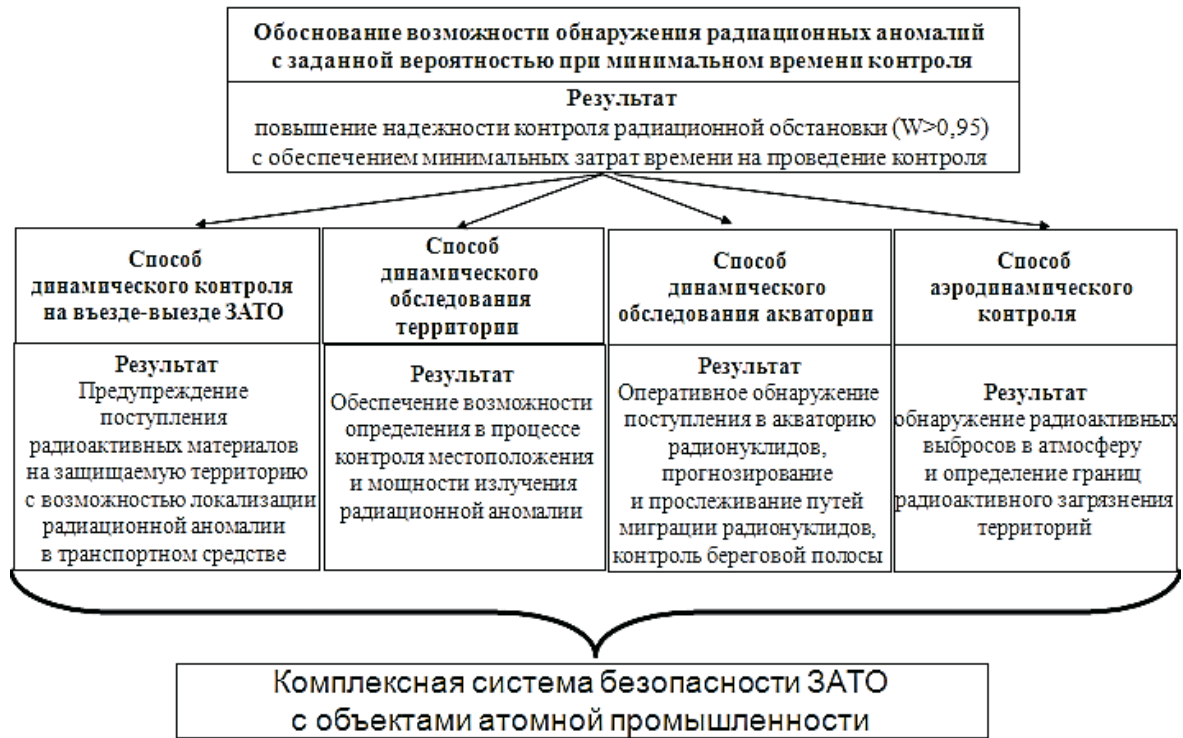 Обоснование возможности обнаружения радиационных аномалий
с заданной вероятностью при минимальном времени контроля
Результат
повышение надежности контроля радиационной обстановки (W>0,95)
с обеспечением минимальных затрат времени на проведение контроля
Способ
динамического контроля
на въезде-выезде ЗАТО
Результат
Предупреждение
поступления
радиоактивных материалов
на защищаемую территорию
с возможностью локализации
радиационной аномалии
в транспортном средстве
Способ
динамического
обследования
территории
Результат
Обеспечение возможности
определения в процессе
контроля местоположения
и мощности излучения
радиационной аномалии
Способ
динамического
обследования акватории
Результат
Оперативное обнаружение
поступления в акваторию
радионуклидов,
прогнозирование
и прослеживание путей
миграции радионуклидов,
контроль береговой полосы
Способ
аэродинамического
контроля
Результат
обнаружение радиоактивных
выбросов в атмосферу
и определение границ
радиоактивного загрязнения
территорий
Комплексная система безопасности ЗАТО
с объектами атомной промышленности